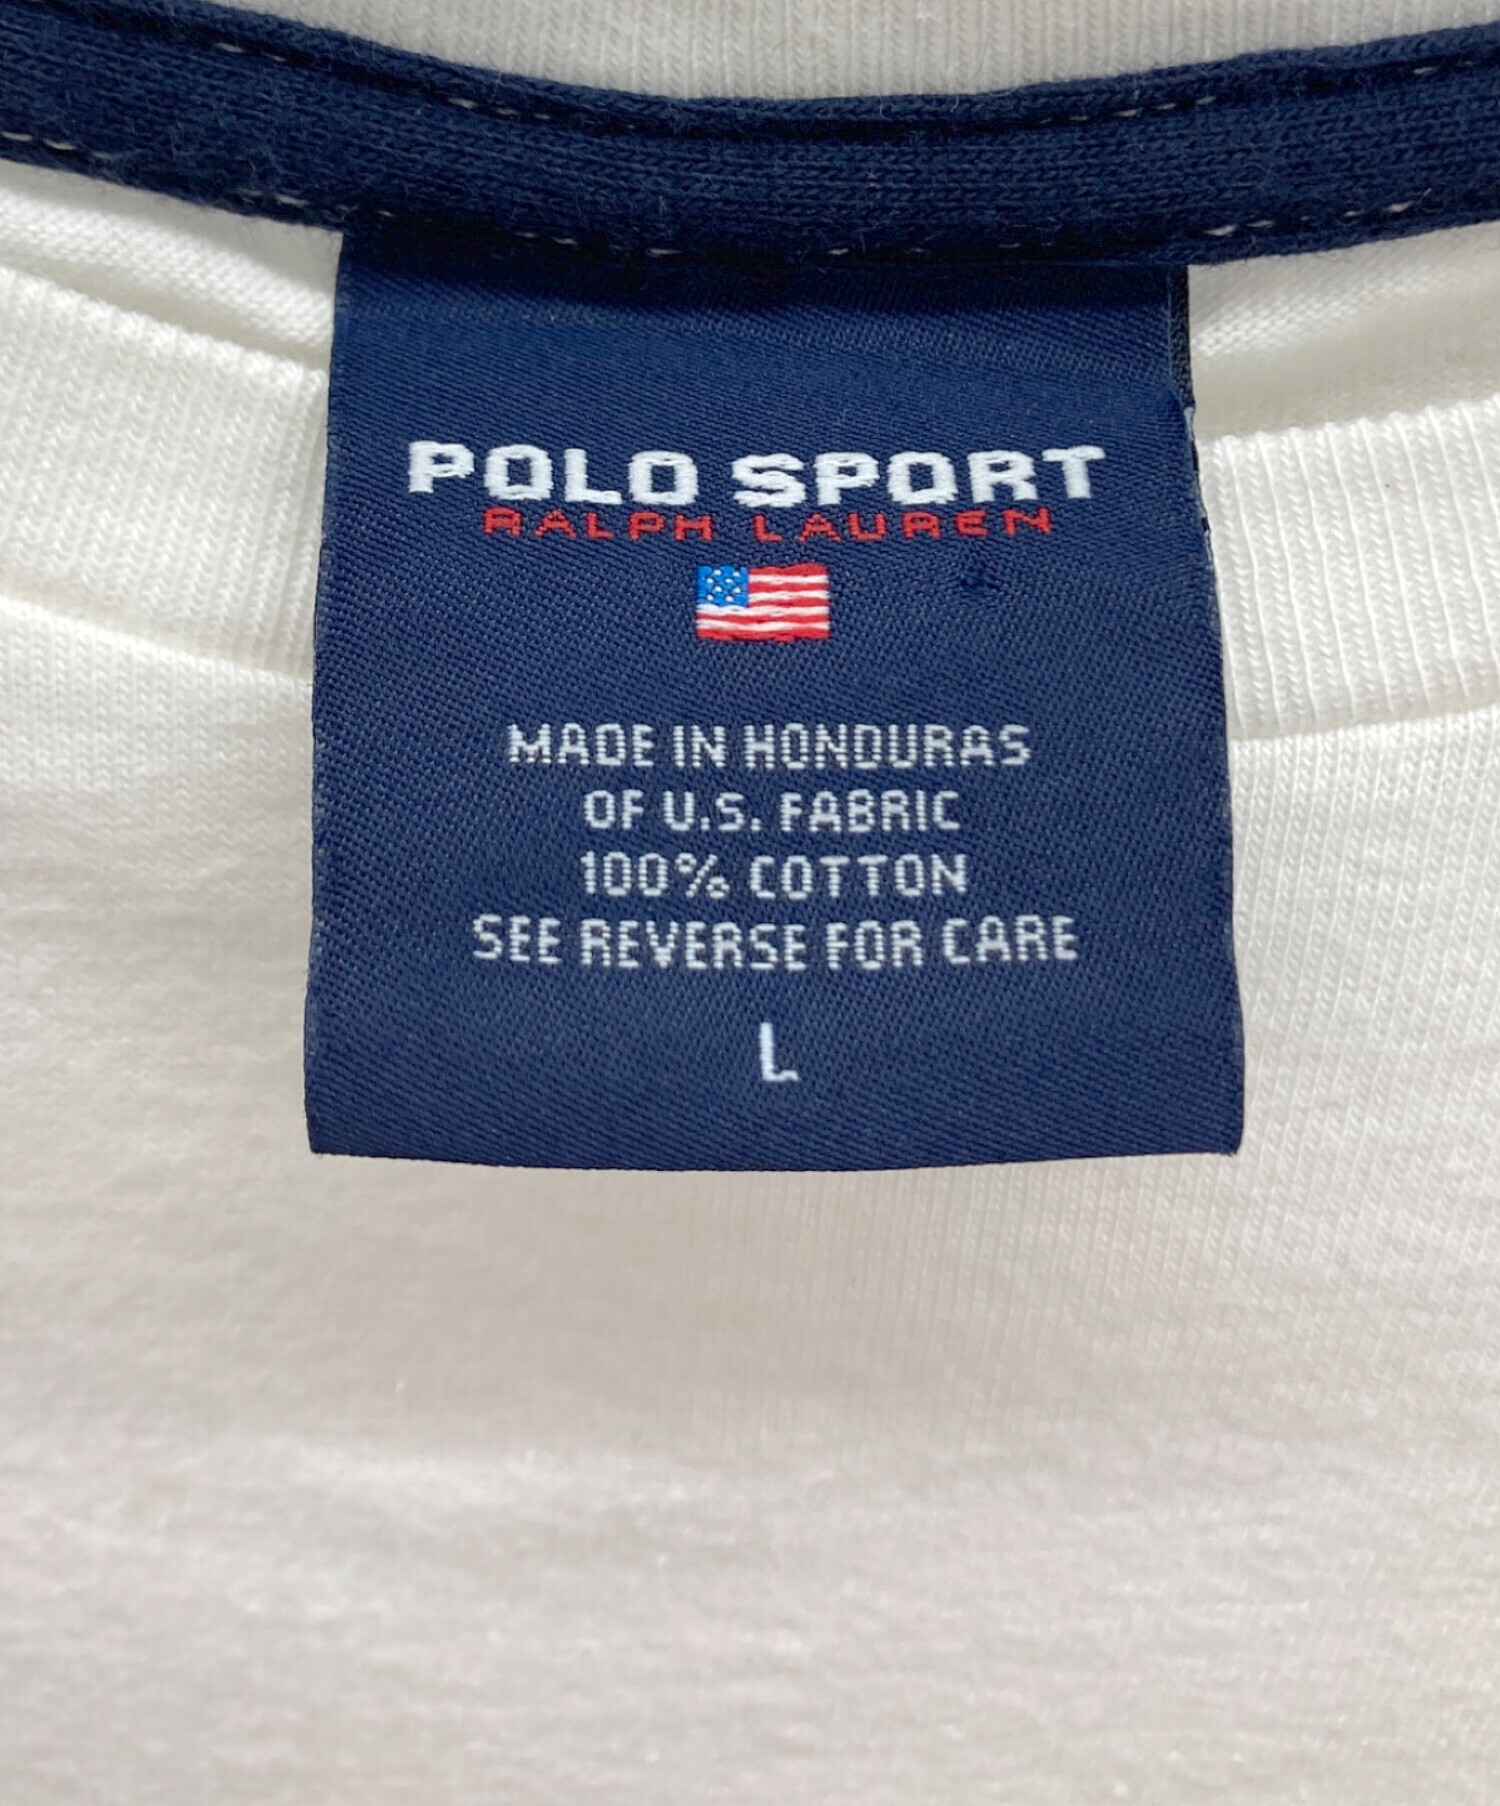 POLO SPORT
RALPH LAUREN
MADE IN HONDURAS
OF U.S. FABRIC
100% COTTON
SEE REVERSE FOR CARE
L